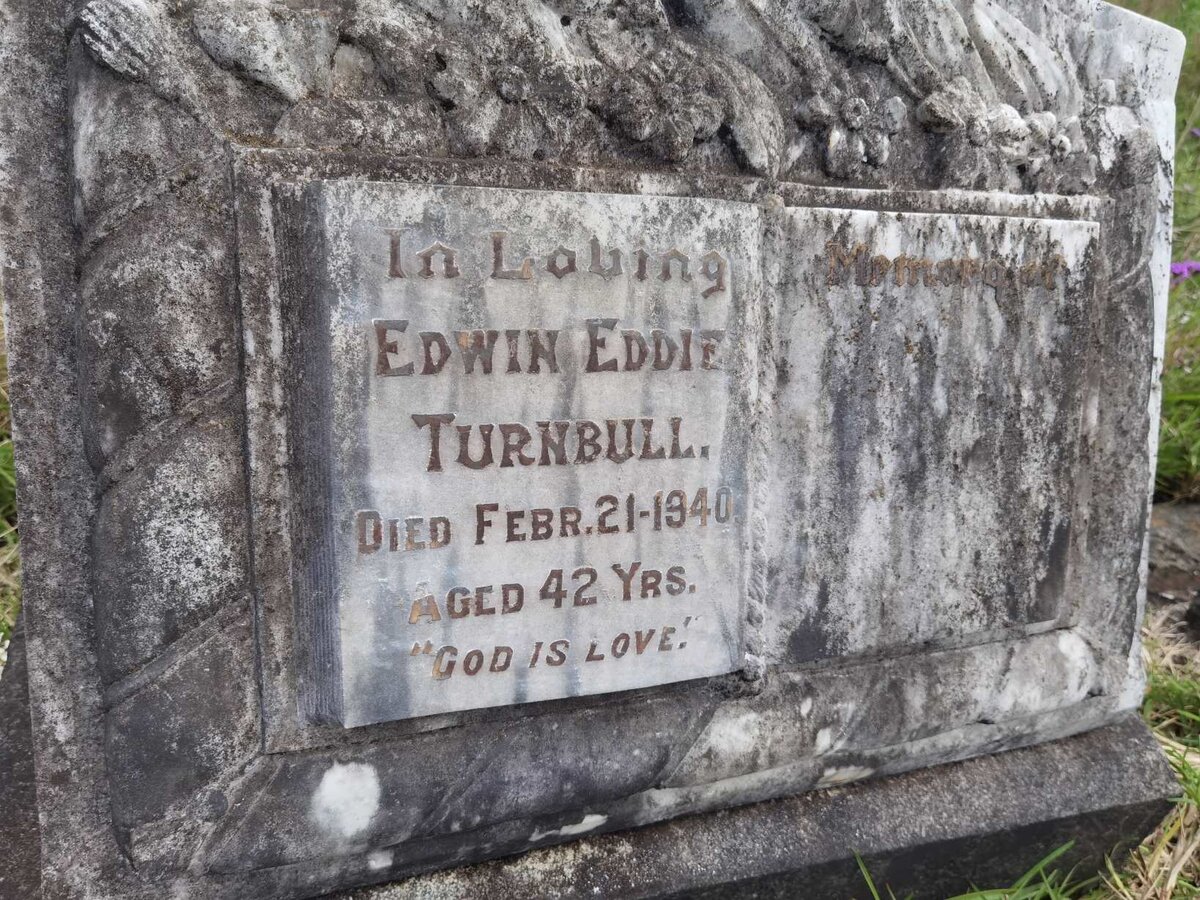 In Loving Memory of
EDWIN EDDIE
TURNBULL.
DIED FEBR. 21-1940.
AGED 42 YRS.
"GOD IS LOVE."